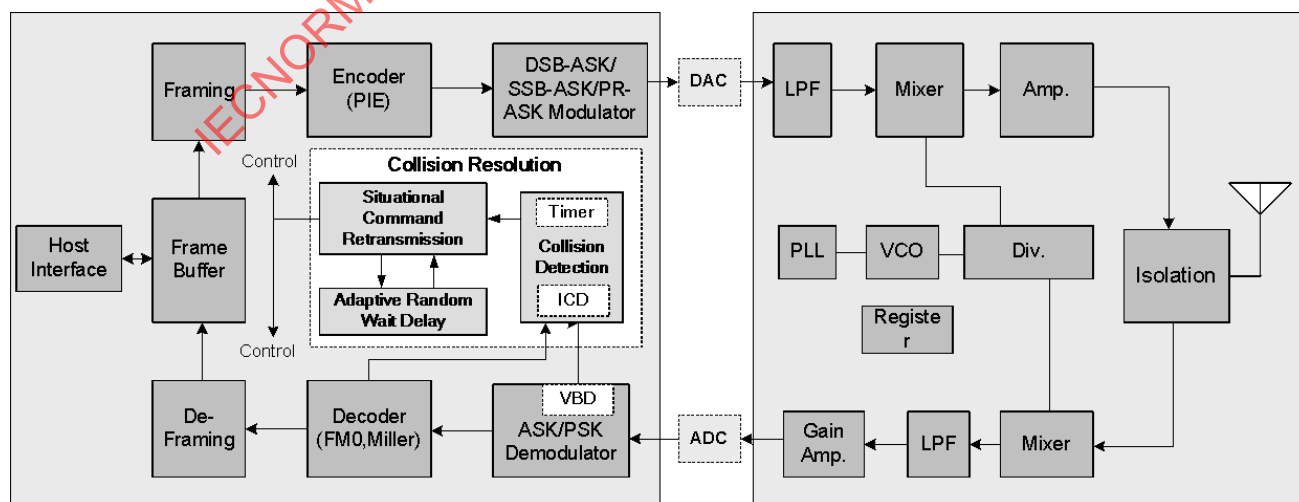 IECNORM
Framing
Encoder
(PIE)
DSB-ASK/
SSB-ASK/PR-
ASK Modulator
DAC
LPF
Mixer
Amp.
Control
Collision Resolution
Situational
Command
Retransmission
Timer
Collision
Detection
ICD
Adaptive Random
Wait Delay
Control
Host
Interface
Frame
Buffer
PLL
VCO
Div.
Isolation
Registe
r
De-
Framing
Decoder
(FM0,Miller)
VBD
ASK/PSK
Demodulator
ADC
Gain
Amp.
LPF
Mixer